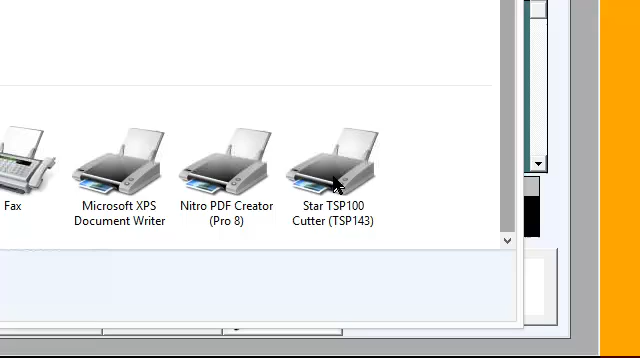 Fax
Microsoft XPS
Document Writer
Nitro PDF Creator
(Pro 8)
Star TSP100
Cutter (TSP143)